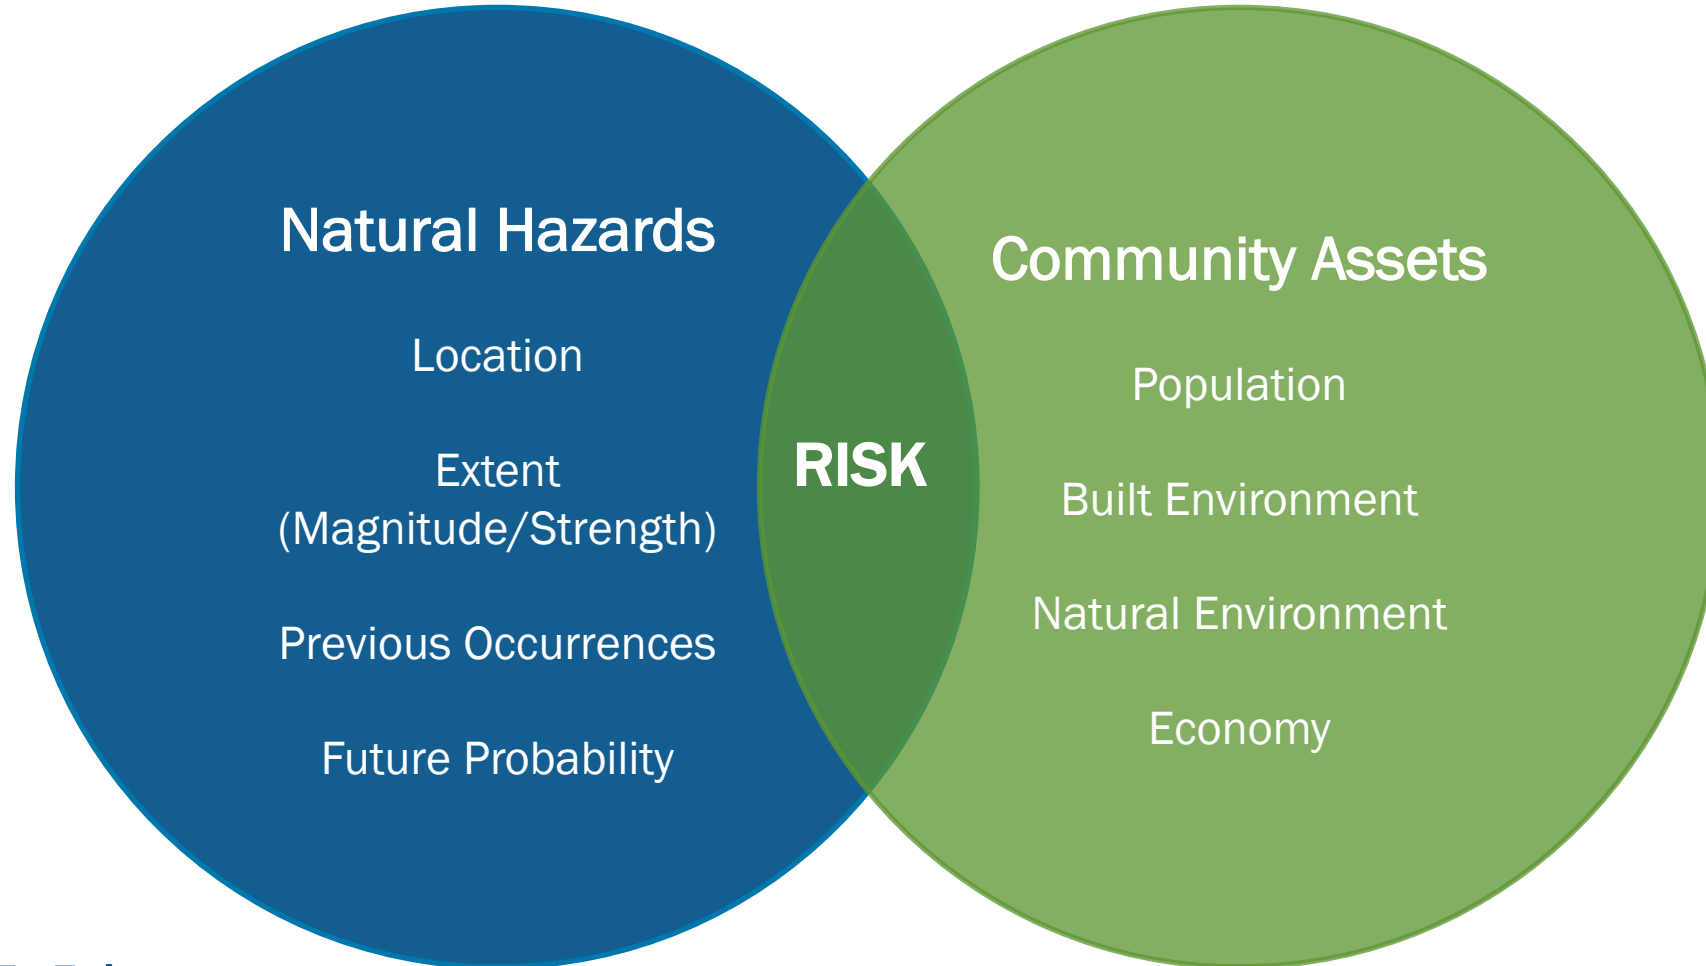 Natural Hazards
Location
Extent
(Magnitude/Strength)
Previous Occurrences
Future Probability
RISK
Community Assets
Population
Built Environment
Natural Environment
Economy